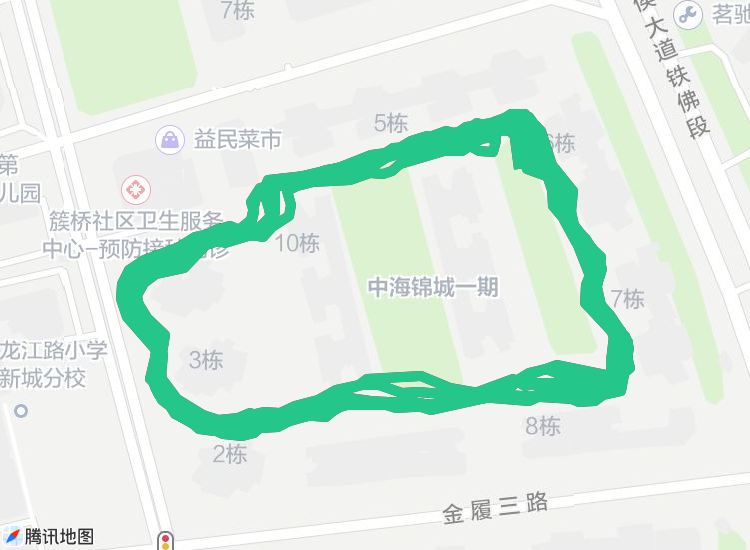 7栋
茗驰
大道铁佛段
5栋
6栋
益民菜市
第
儿园
簇桥社区卫生服务
中心-预防接种门诊
10栋
中海锦城一期
7栋
龙江路小学
新城分校
3栋
8栋
2栋
金履三路
腾讯地图